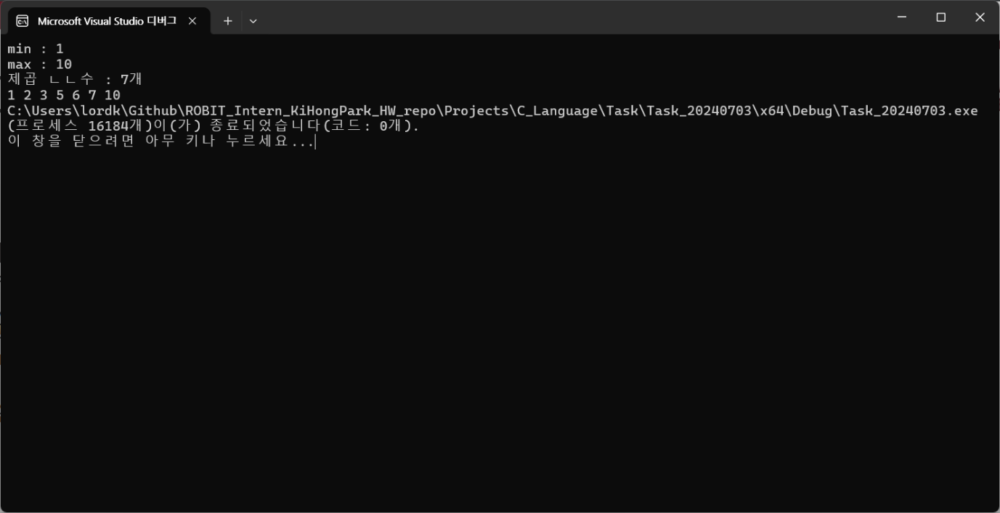 Microsoft Visual Studio 디버그
min : 1
max : 10
제곱 ㄴㄴ수 : 7개
1 2 3 5 6 7 10
C:\Users\lordk\Github\ROBIT_Intern_KiHongPark_HW_repo\Projects\C_Language\Task\Task_20240703\x64\Debug\Task_20240703.exe
(프로세스 16184개)이(가) 종료되었습니다(코드: 0개).
이 창을 닫으려면 아무 키나 누르세요...